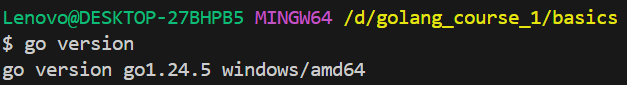 Lenovo@DESKTOP-27BHPB5 MINGW64 /d/golang_course_1/basics
$ go version
go version go1.24.5 windows/amd64